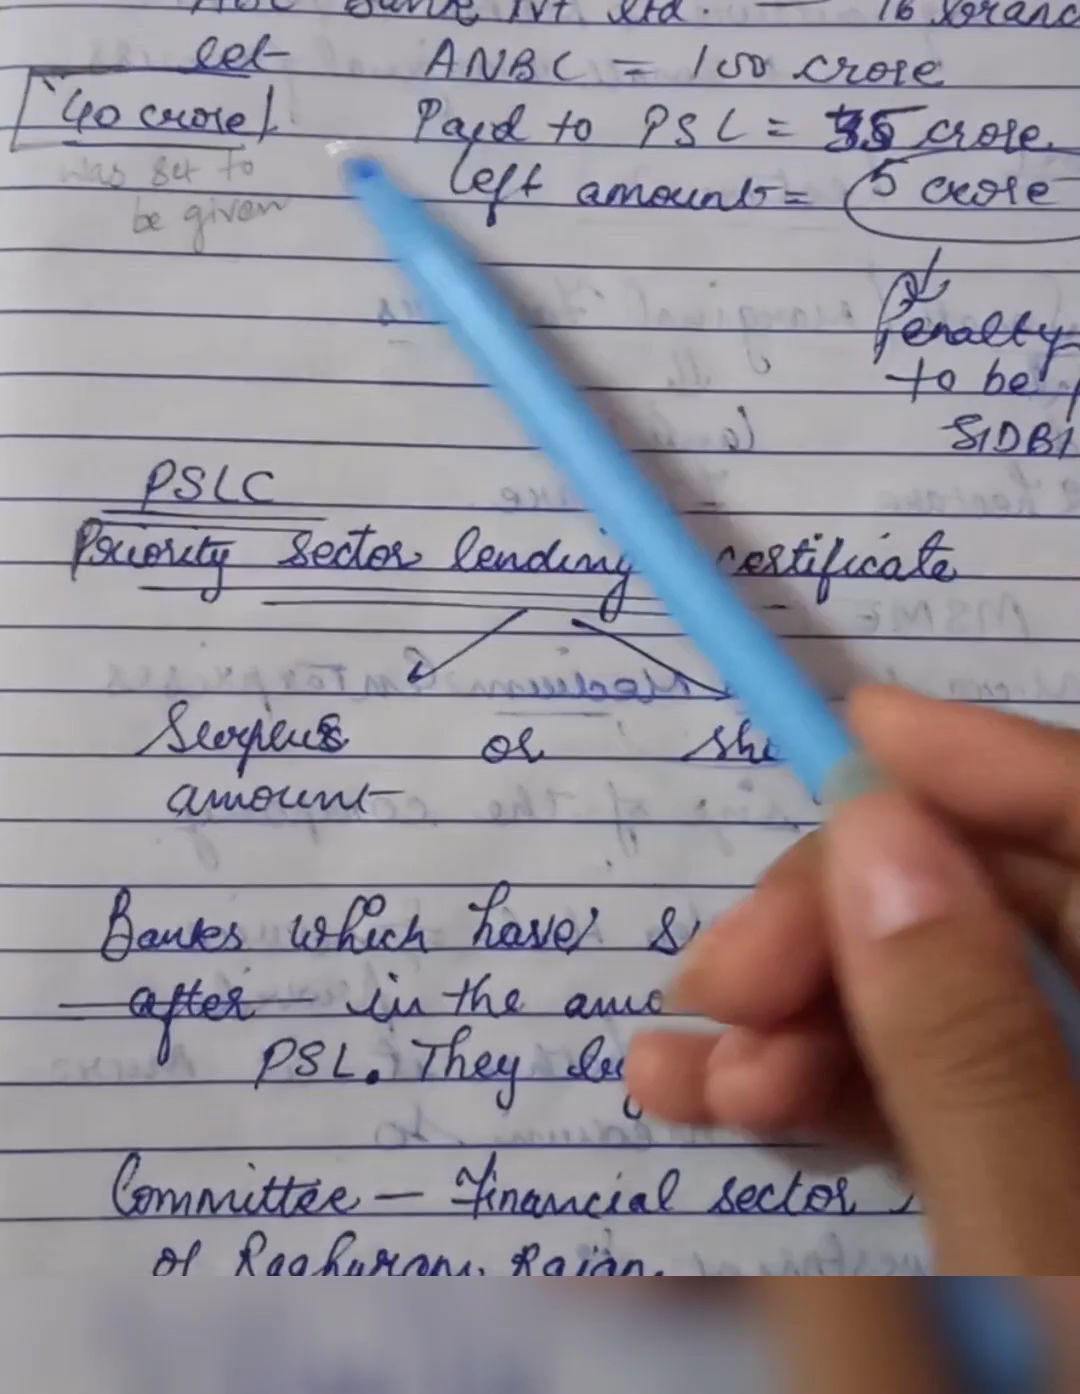 let ANBC = 100 crore
40 crore Paid to PSL = 35 crore.
was set to
be given
left amount = 5 crore
Penalty
to be
SIDBI
PSLC
Priority sector lending certificate
Surplus or
amount
Banks which have
after in the
PSL. They
Committee — Financial sector
of Raghuram Rajan.